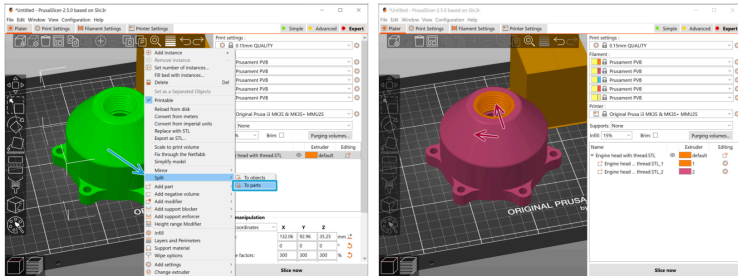 *Untitled - PrusaSlicer-2.5.0 based on Slic3r
File Edit Window View Configuration Help
Plater Print Settings Filament Settings Printer Settings
Simple Advanced Expert
Add instance
Remove instance
Set number of instances...
Fill bed with instances...
Delete Del
Set as a Separated Objects
Printable
Reload from disk
Convert from meters
Convert from imperial units
Replace with STL
Export as STL...
Scale to print volume
Fix through the Netfabb
Simplify model
Mirror
Split
To objects
To parts
Add part
Add negative volume
Add modifier
Add support blocker
Add support enforcer
Height range Modifier
Infill
Layers and Perimeters
Support material
Wipe options
Add settings
Change extruder
Print settings :
0.15mm QUALITY
Prusament PVB
Prusament PVB
Prusament PVB
Prusament PVB
Prusament PVB
Original Prusa i3 MK3S & MK3S+ MMU2S
None
% Brim Purging volumes...
Extruder Editing
head with thread.STL default
manipulation
coordinates X Y Z
132.06 92.96 35.25 mm
0 0 0 °
factors: 300 300 300 %
Slice now
*Untitled - PrusaSlicer-2.5.0 based on Slic3r
File Edit Window View Configuration Help
Plater Print Settings Filament Settings Printer Settings
Simple Advanced Expert
ORIGINAL PRUSA
by
Print settings :
0.15mm QUALITY
Filament :
Prusament PVB
Prusament PVB
Prusament PVB
Prusament PVB
Prusament PVB
Printer :
Original Prusa i3 MK3S & MK3S+ MMU2S
Supports: None
Infill: 15% Brim Purging volumes...
Name Extruder Editing
Engine head with thread.STL default
Engine head ... thread.STL_1 1
Engine head ... thread.STL_2 2
Slice now